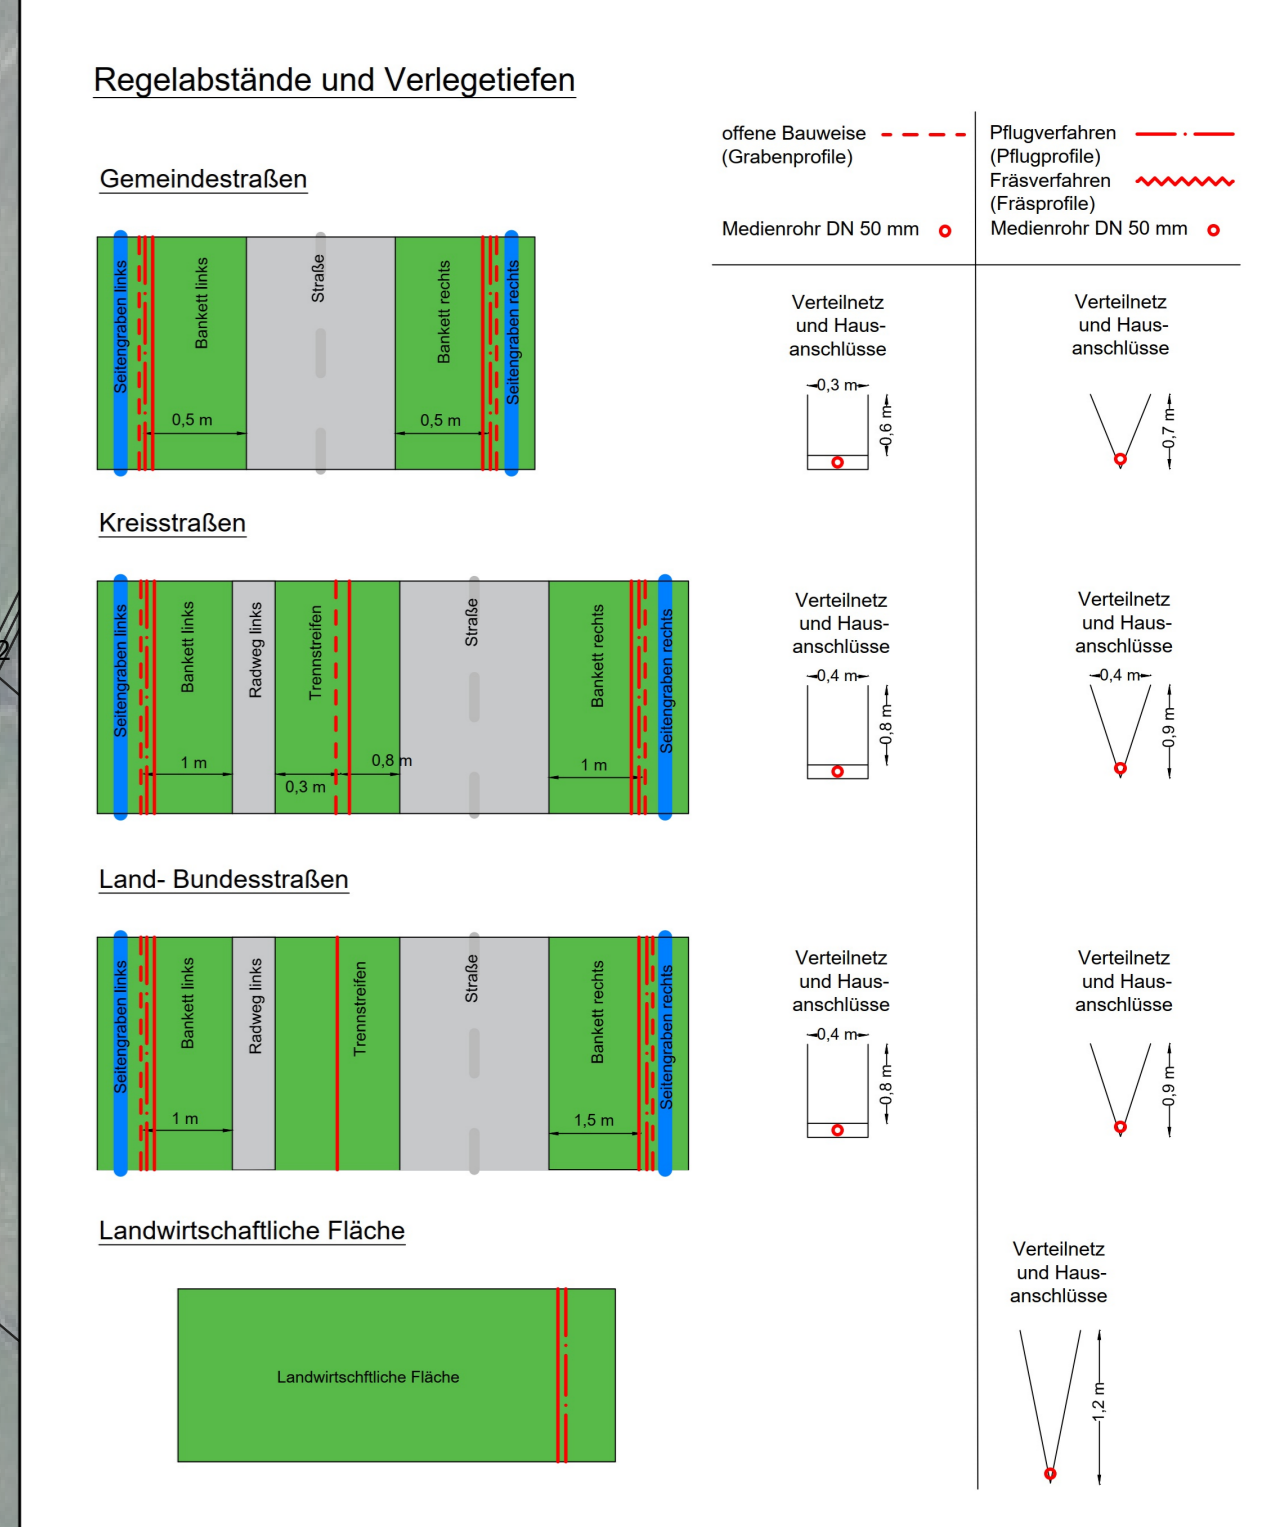 Regelabstände und Verlegetiefen
offene Bauweise
(Grabenprofile)
Medienrohr DN 50 mm
Pflugverfahren
(Pflugprofile)
Fräsverfahren
(Fräsprofile)
Medienrohr DN 50 mm
Gemeindestraßen
Seitengraben links
Bankett links
Straße
Bankett rechts
Seitengraben rechts
0,5 m
0,5 m
Verteilnetz
und Haus-
anschlüsse
0,3 m
0,6 m
Verteilnetz
und Haus-
anschlüsse
0,7 m
Kreisstraßen
Seitengraben links
Bankett links
Radweg links
Trennstreifen
Straße
Bankett rechts
Seitengraben rechts
1 m
0,3 m
0,8 m
1 m
Verteilnetz
und Haus-
anschlüsse
0,4 m
0,8 m
Verteilnetz
und Haus-
anschlüsse
0,4 m
0,9 m
2
Land- Bundesstraßen
Seitengraben links
Bankett links
Radweg links
Trennstreifen
Straße
Bankett rechts
Seitengraben rechts
1 m
1,5 m
Verteilnetz
und Haus-
anschlüsse
0,4 m
0,8 m
Verteilnetz
und Haus-
anschlüsse
0,9 m
Landwirtschaftliche Fläche
Landwirtschftliche Fläche
Verteilnetz
und Haus-
anschlüsse
1,2 m